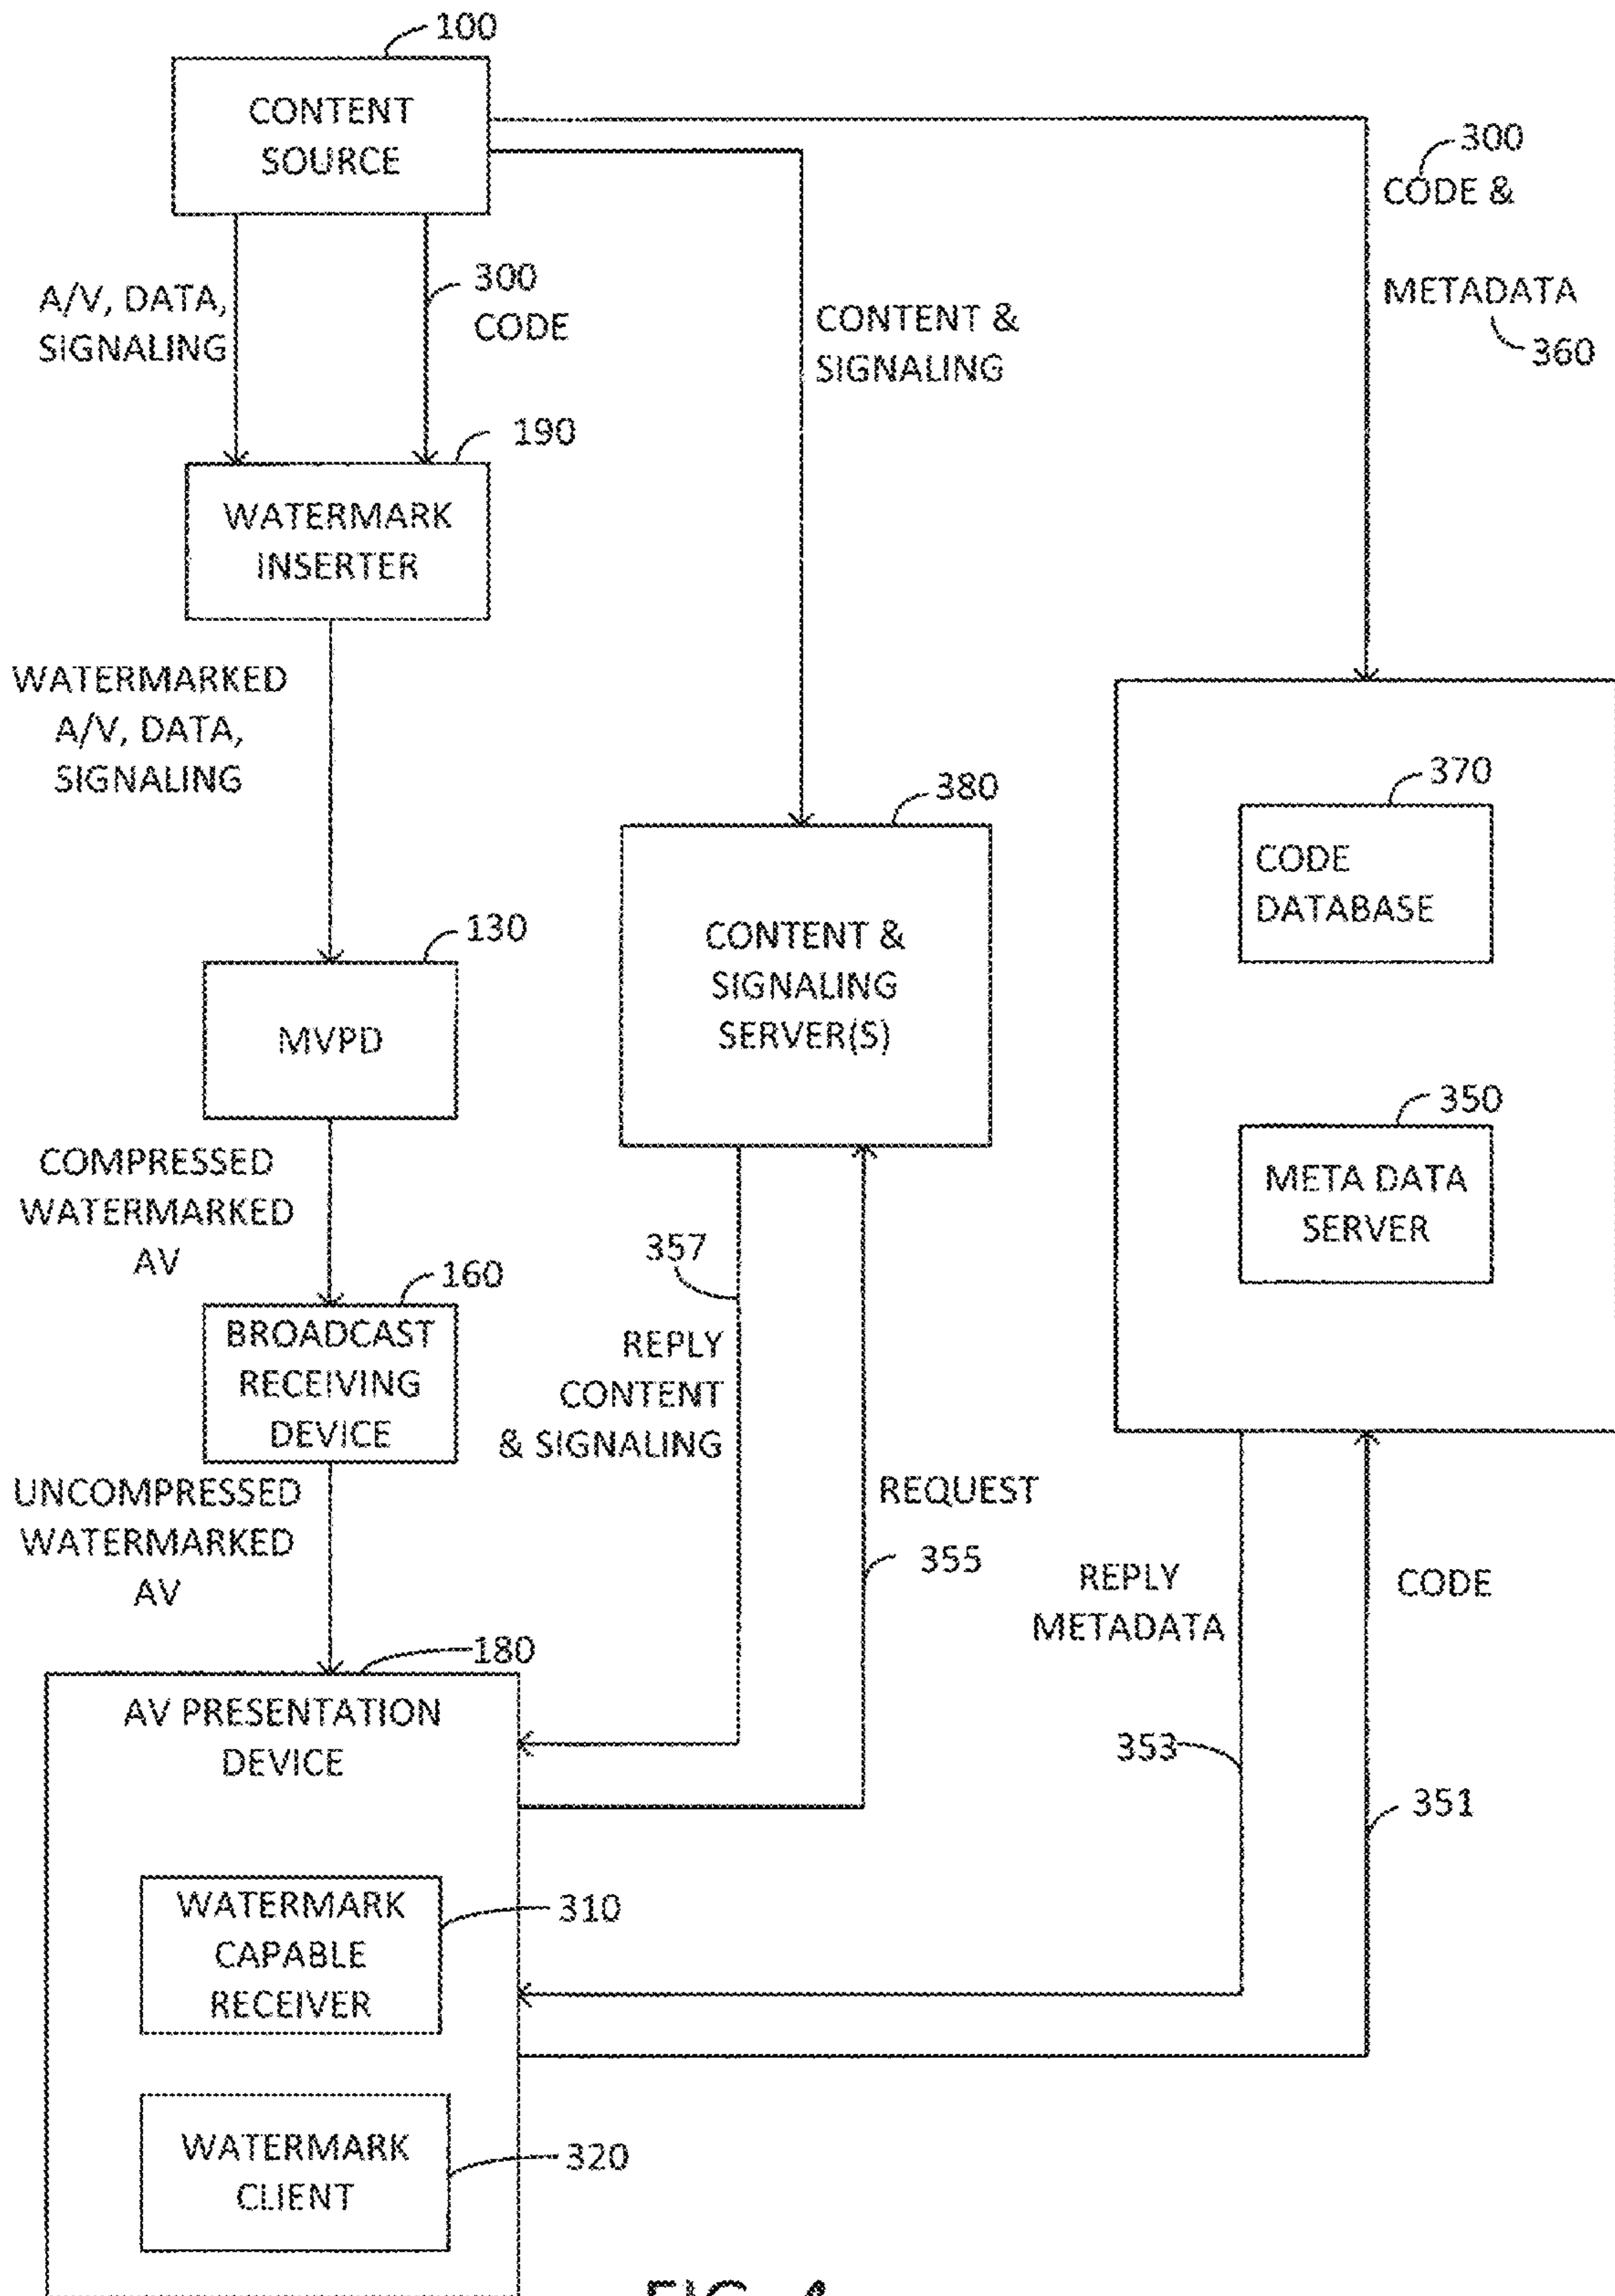 100
CONTENT
SOURCE
300
CODE &
METADATA
360
A/V, DATA,
SIGNALING
300
CODE
CONTENT &
SIGNALING
190
WATERMARK
INSERTER
WATERMARKED
A/V, DATA,
SIGNALING
380
CONTENT &
SIGNALING
SERVER(S)
370
CODE
DATABASE
130
MVPD
350
META DATA
SERVER
COMPRESSED
WATERMARKED
AV
160
BROADCAST
RECEIVING
DEVICE
357
REPLY
CONTENT
& SIGNALING
REQUEST
355
UNCOMPRESSED
WATERMARKED
AV
REPLY
METADATA
CODE
180
AV PRESENTATION
DEVICE
353
351
WATERMARK
CAPABLE
RECEIVER
310
WATERMARK
CLIENT
320